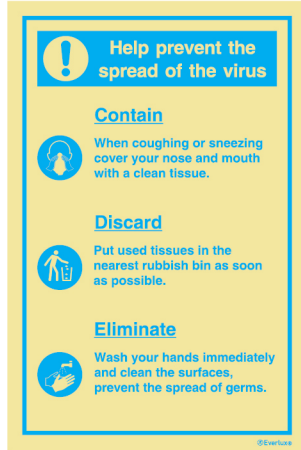 Help prevent the
spread of the virus
Contain
When coughing or sneezing
cover your nose and mouth
with a clean tissue.
Discard
Put used tissues in the
nearest rubbish bin as soon
as possible.
Eliminate
Wash your hands immediately
and clean the surfaces,
prevent the spread of germs.
Everluxe